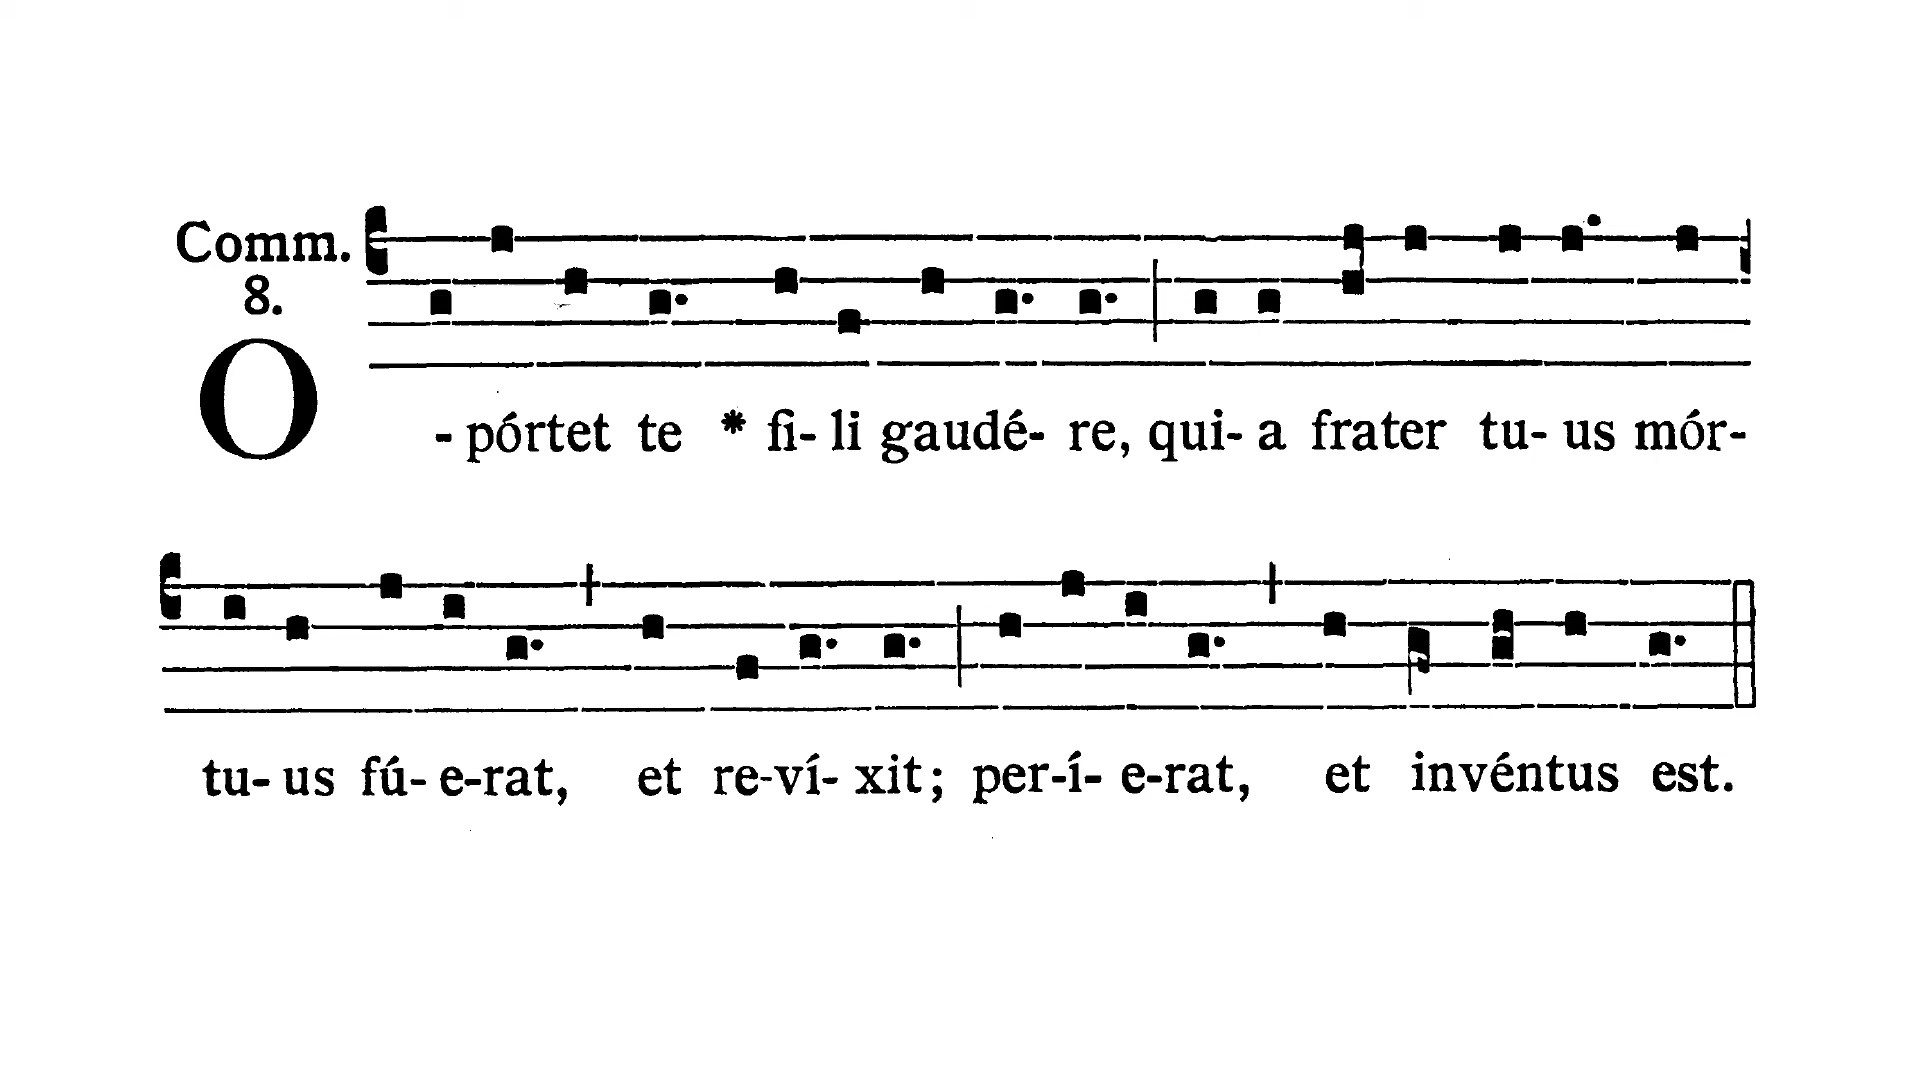 Comm.
8.
O - pórtet te * fi- li gaudé- re, qui- a frater tu- us mór-
tu- us fú- e-rat, et re-ví- xit; per-í- e-rat, et invéntus est.